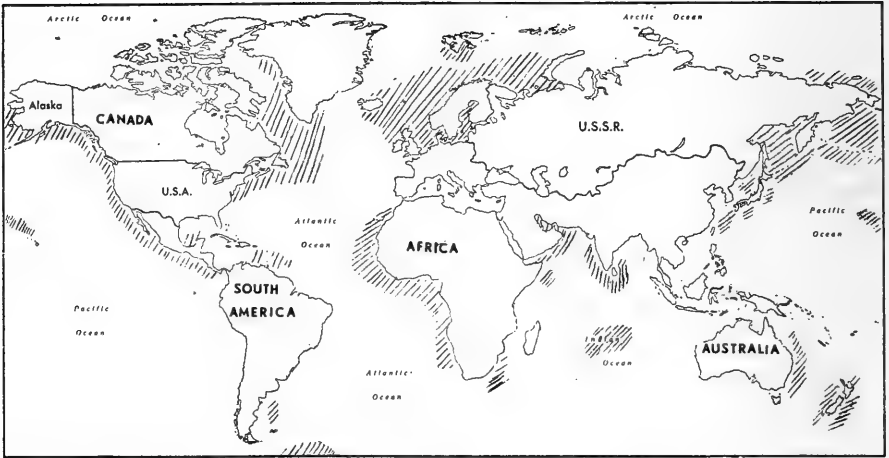 Arctic Ocean
Arctic Ocean
Alaska
CANADA
U.S.S.R.
U.S.A.
Atlantic
Ocean
Pacific
Ocean
AFRICA
SOUTH
AMERICA
Pacific
Ocean
Indian
Ocean
AUSTRALIA
Atlantic
Ocean